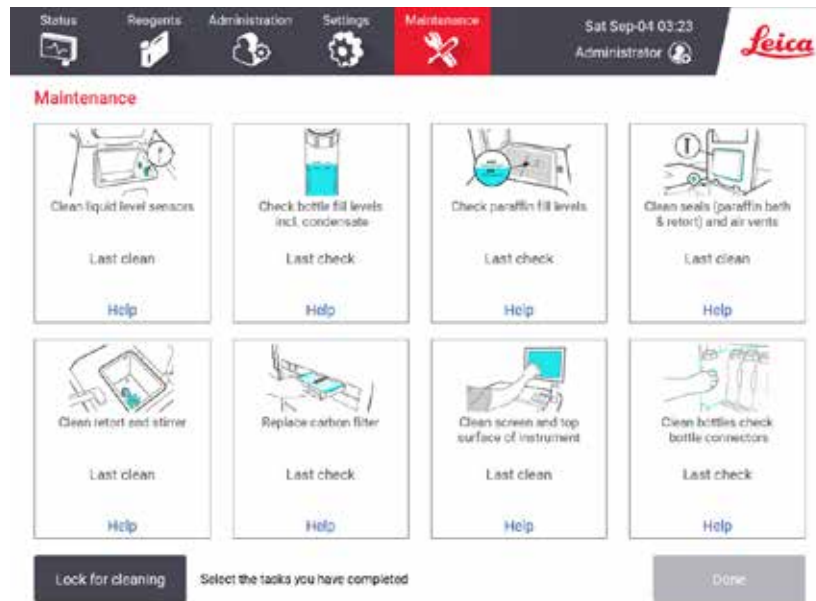 Status Reagents Administration Settings Maintenance
Sat Sep-04 03:23
Administrator
Leica
Maintenance
Clean liquid level sensors
Last clean
Help
Check bottle fill levels
incl. condensate
Last check
Help
Check paraffin fill levels
Last check
Help
Clean seals (paraffin bath
& retort) and air vents
Last clean
Help
Clean retort and stirrer
Last clean
Help
Replace carbon filter
Last check
Help
Clean screen and top
surface of instrument
Last clean
Help
Clean bottles check
bottle connectors
Last check
Help
Lock for cleaning
Select the tasks you have completed
Done